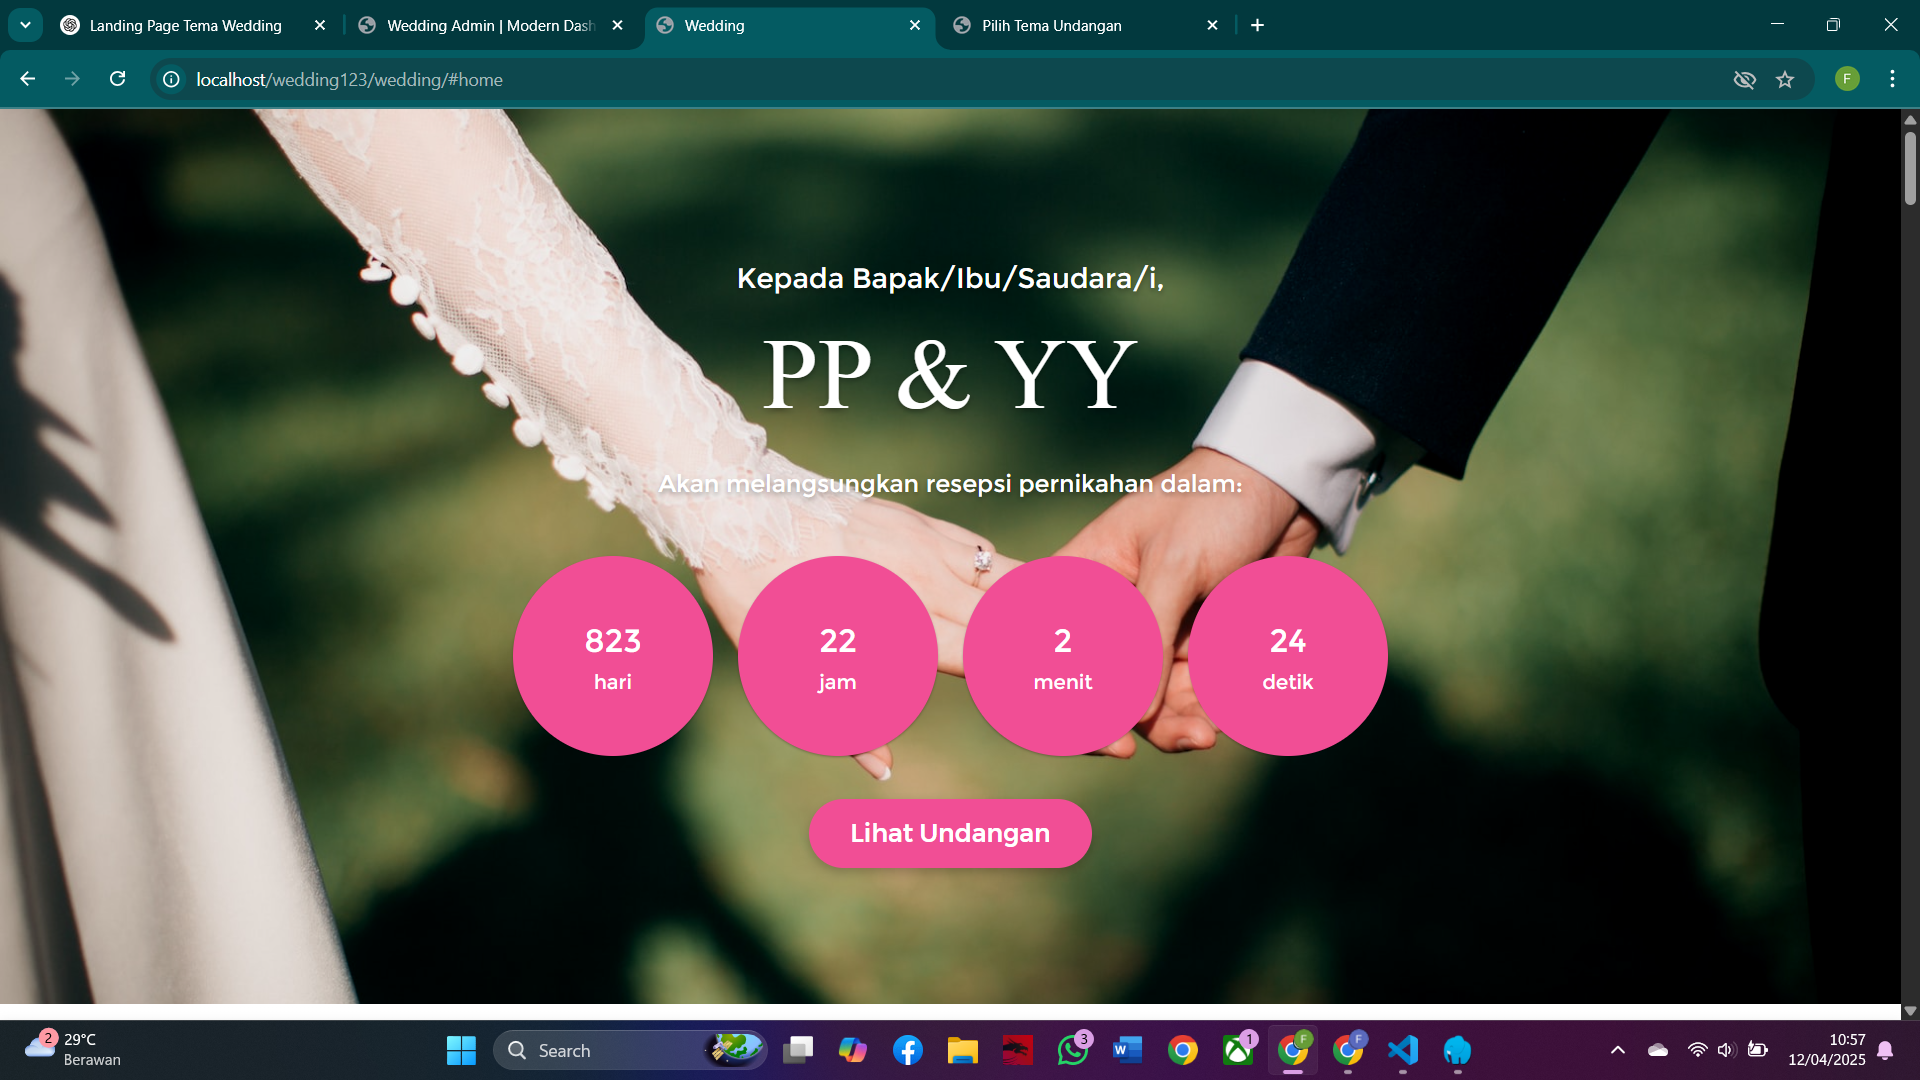 Landing Page Tema Wedding
Wedding Admin | Modern Dash
Wedding
Pilih Tema Undangan
localhost/wedding123/wedding/#home
F
Kepada Bapak/Ibu/Saudara/i,
PP & YY
Akan melangsungkan resepsi pernikahan dalam:
823
hari
22
jam
2
menit
24
detik
Lihat Undangan
2
29°C
Berawan
Search
3
W
1
F
F
10:57
12/04/2025